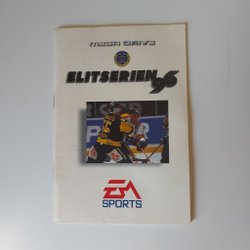 MEGA DRIVE
ELITSERIEN 96
EA
SPORTS